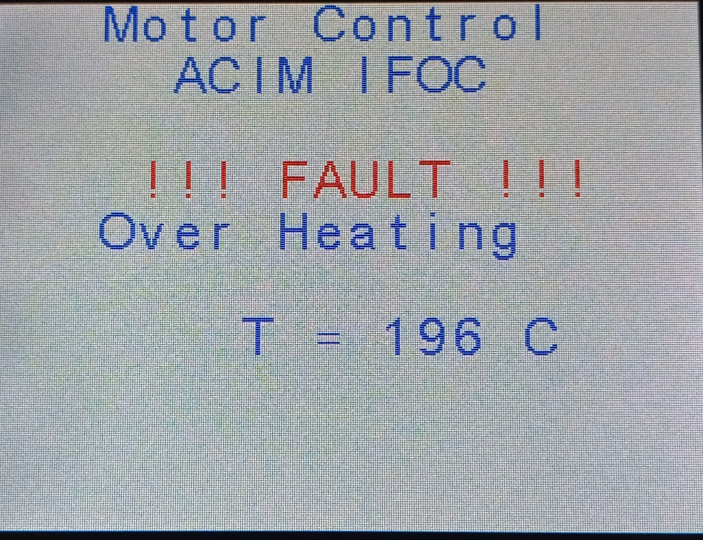 Motor Control
ACIM IFOC
!!! FAULT !!!
Over Heating
T = 196 C